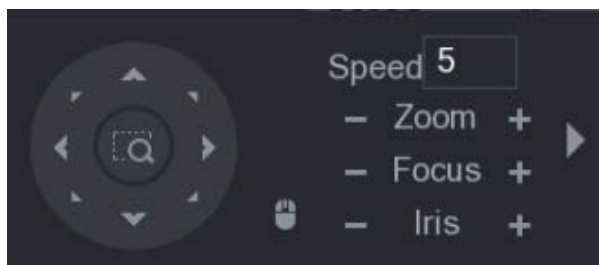 Speed 5
− Zoom +
− Focus +
− Iris +